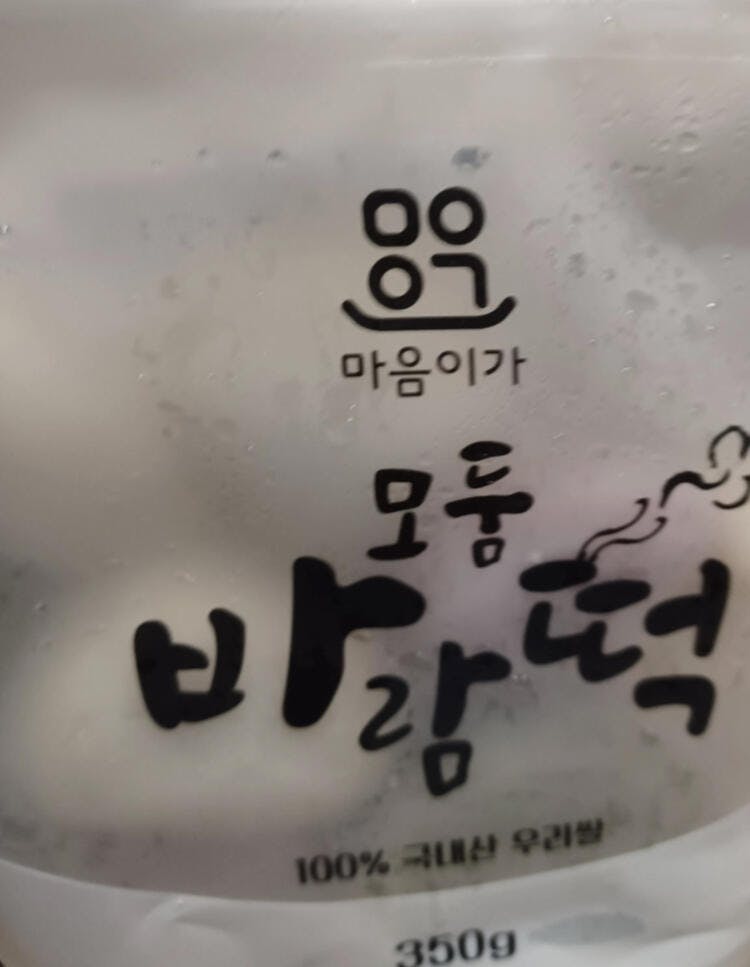 마음이가
모둠
바람떡
100% 국내산 우리쌀
350g